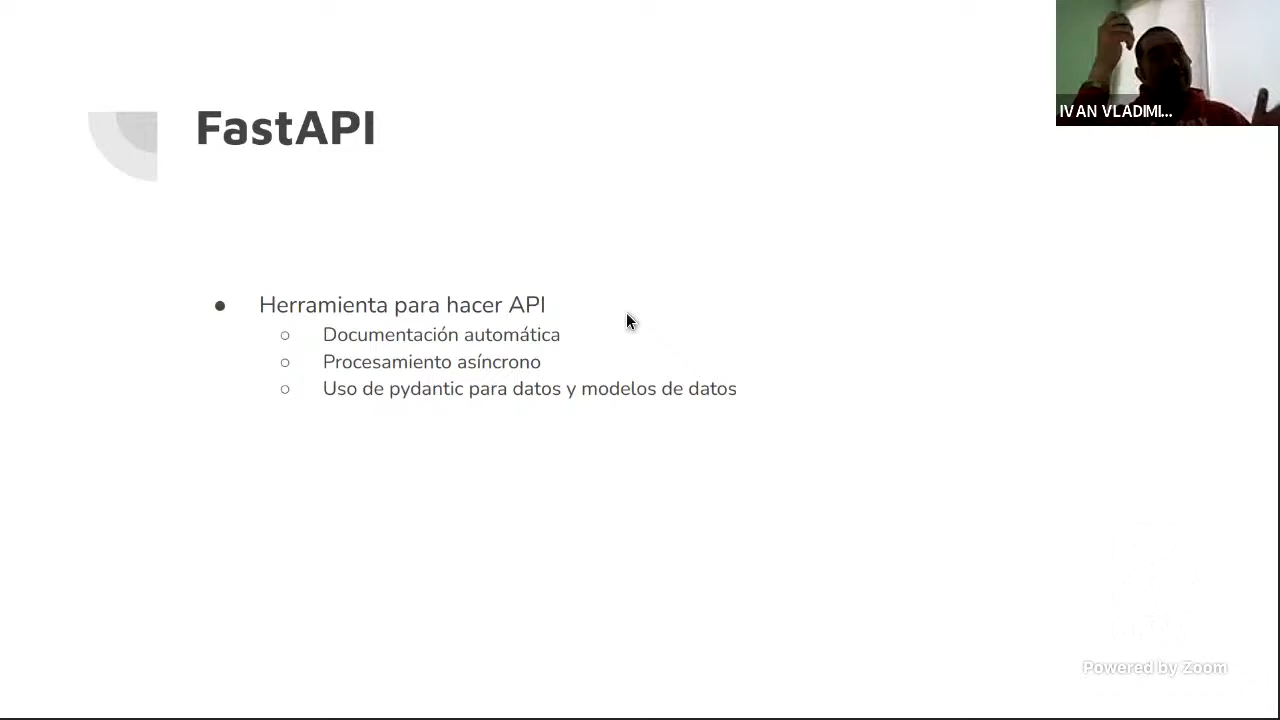 FastAPI
IVAN VLADIMI...
● Herramienta para hacer API
○ Documentación automática
○ Procesamiento asíncrono
○ Uso de pydantic para datos y modelos de datos
Powered by Zoom